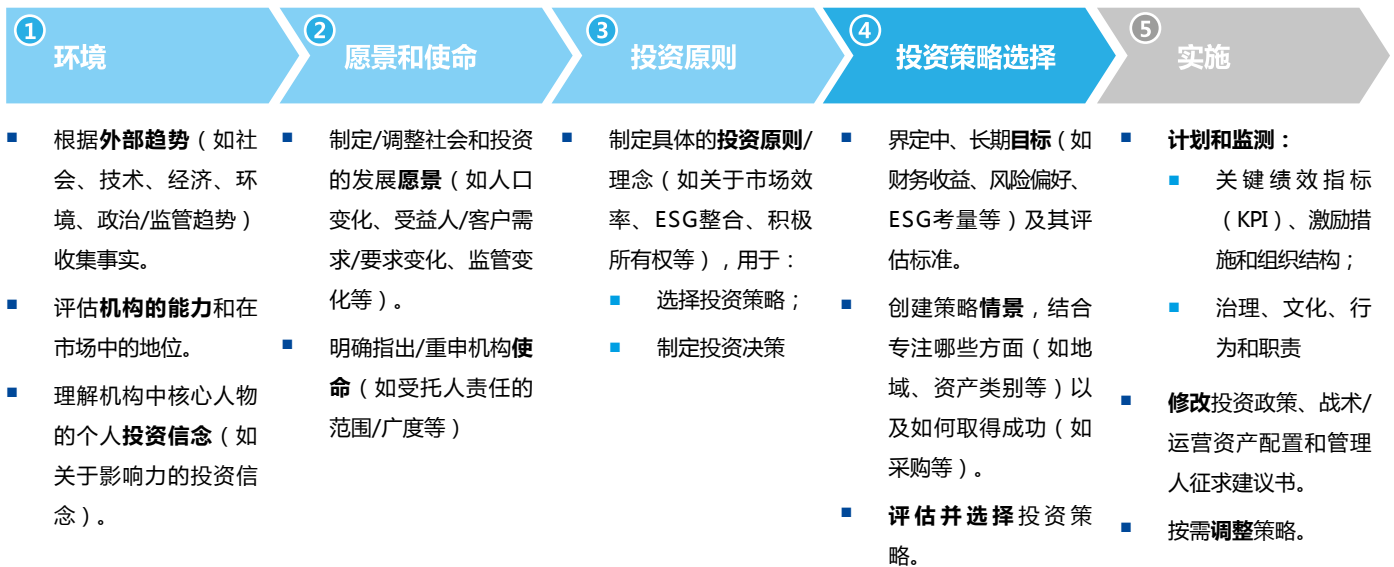 ① 环境
根据外部趋势（如社
会、技术、经济、环
境、政治/监管趋势）
收集事实。
评估机构的能力和在
市场中的地位。
理解机构中核心人物
的个人投资信念（如
关于影响力的投资信
念）。
② 愿景和使命
制定/调整社会和投资
的发展愿景（如人口
变化、受益人/客户需
求/要求变化、监管变
化等）。
明确指出/重申机构使
命（如受托人责任的
范围/广度等）
③ 投资原则
制定具体的投资原则/
理念（如关于市场效
率、ESG整合、积极
所有权等），用于：
选择投资策略；
制定投资决策
④ 投资策略选择
界定中、长期目标（如
财务收益、风险偏好、
ESG考量等）及其评
估标准。
创建策略情景，结合
专注哪些方面（如地
域、资产类别等）以
及如何取得成功（如
采购等）。
评估并选择投资策
略。
⑤ 实施
计划和监测：
关键绩效指标
（KPI）、激励措
施和组织结构；
治理、文化、行
为和职责
修改投资政策、战术/
运营资产配置和管理
人征求建议书。
按需调整策略。